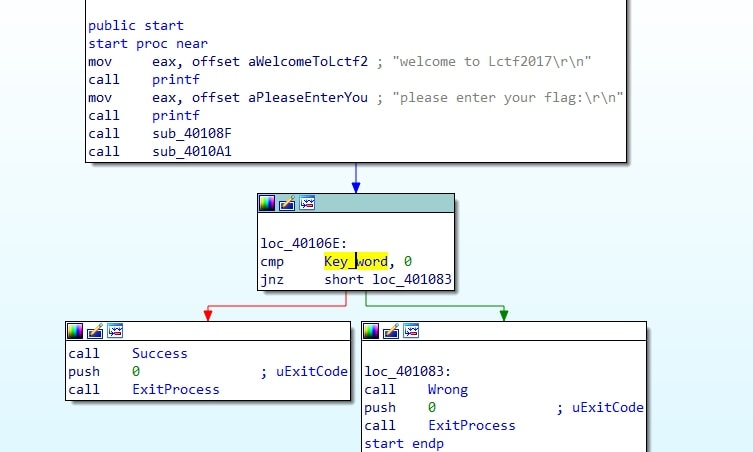 public start
start proc near
mov     eax, offset aWelcomeToLctf2 ; "welcome to Lctf2017\r\n"
call    printf
mov     eax, offset aPleaseEnterYou ; "please enter your flag:\r\n"
call    printf
call    sub_40108F
call    sub_4010A1
loc_40106E:
cmp     Key_word, 0
jnz     short loc_401083
call    Success
push    0               ; uExitCode
call    ExitProcess
loc_401083:
call    Wrong
push    0               ; uExitCode
call    ExitProcess
start endp